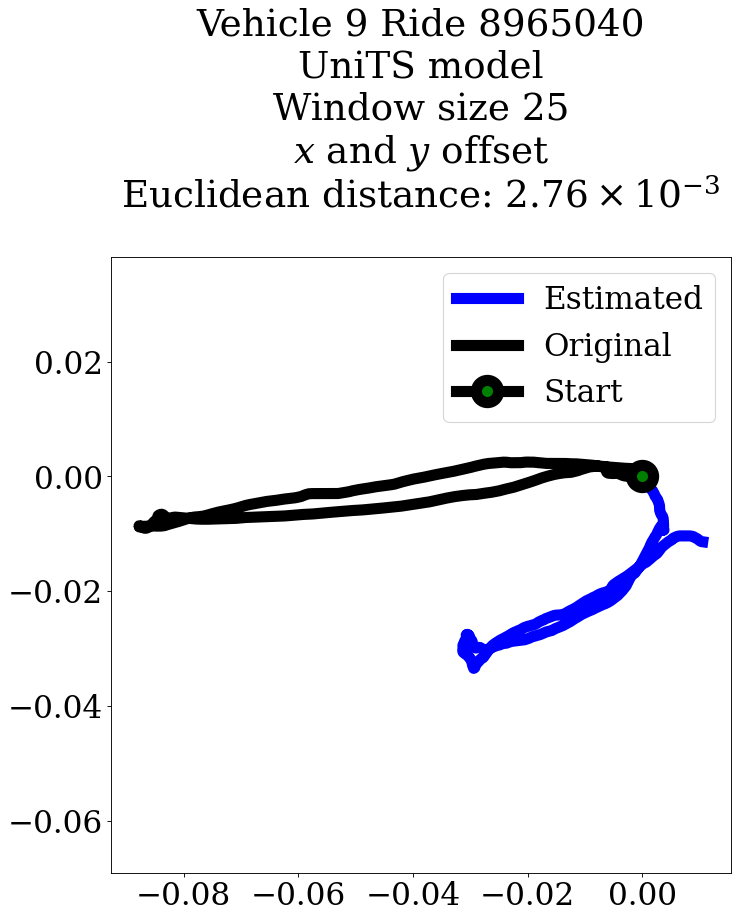 Vehicle 9 Ride 8965040
UniTS model
Window size 25
x and y offset
Euclidean distance: 2.76 × 10⁻³
Estimated
Original
Start
0.02
0.00
−0.02
−0.04
−0.06
−0.08 −0.06 −0.04 −0.02 0.00